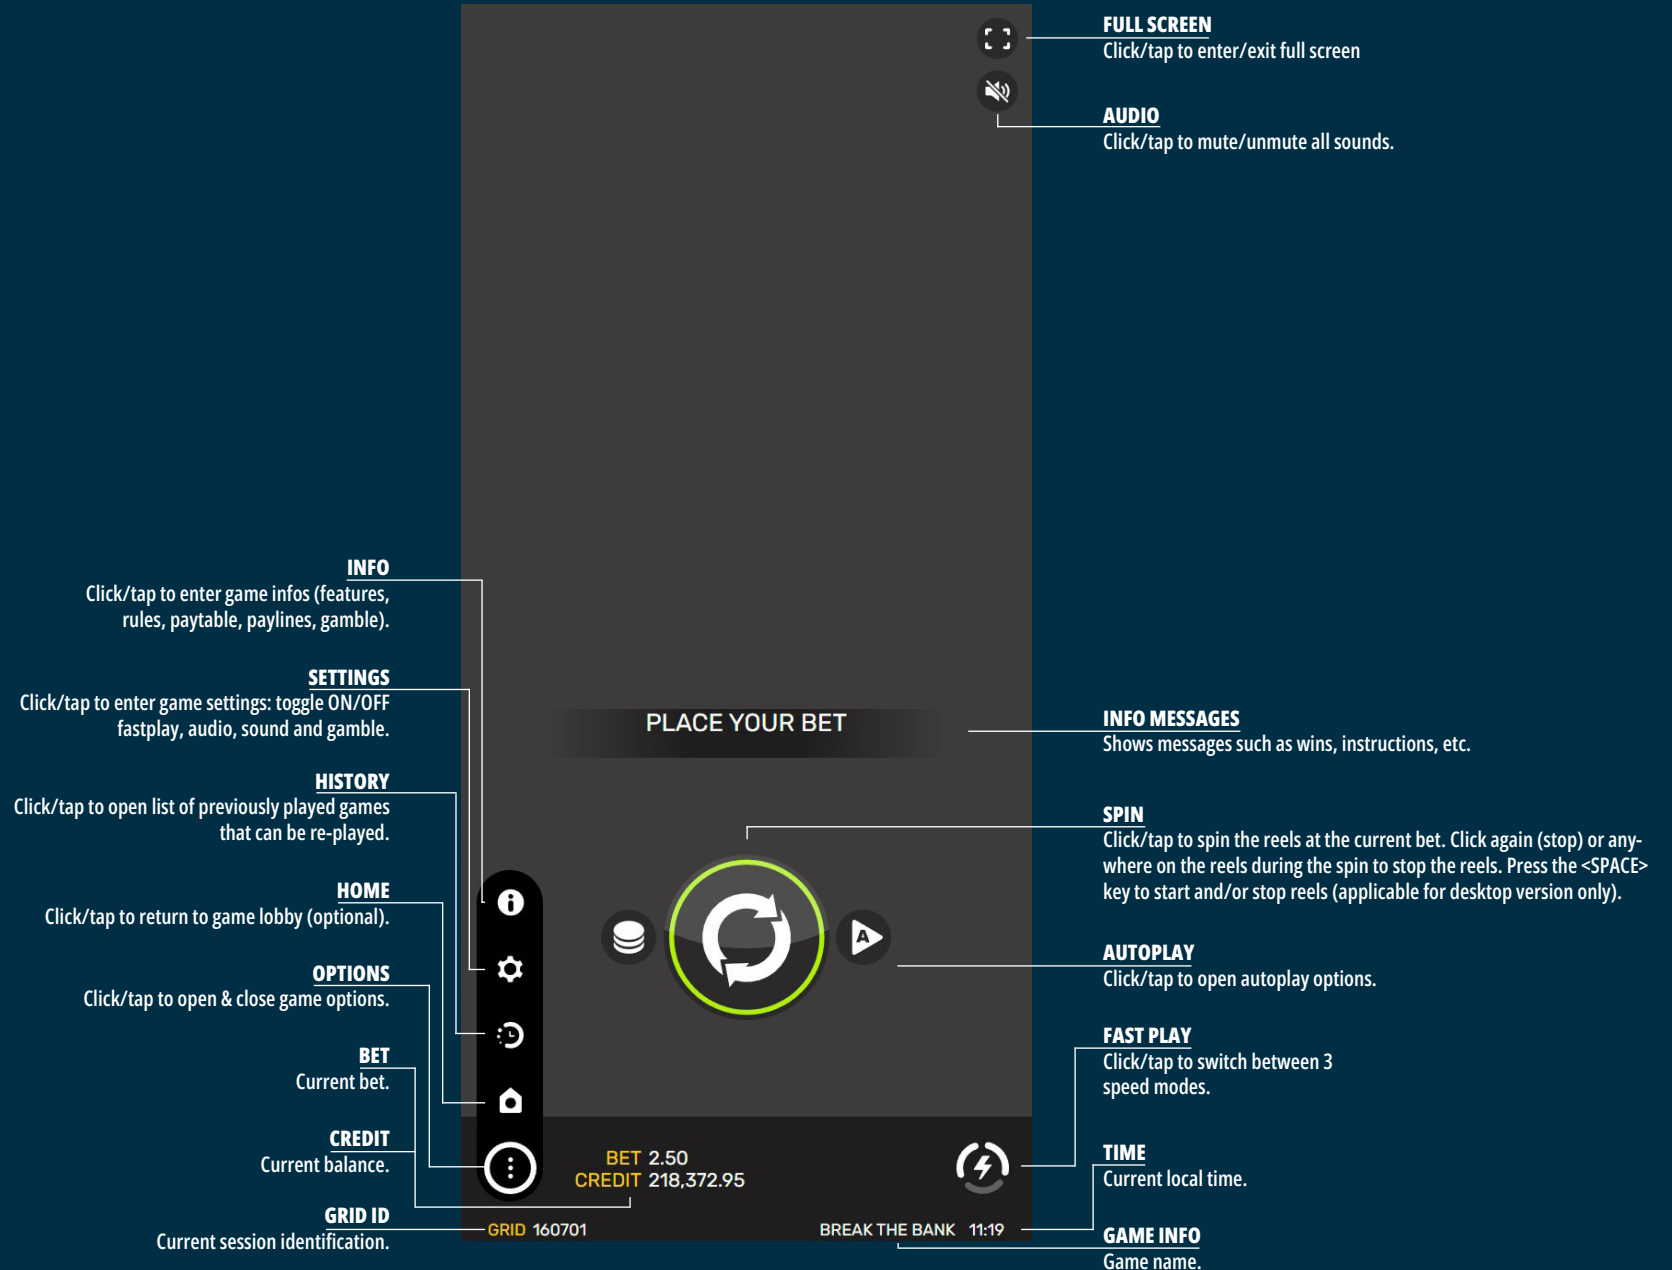 FULL SCREEN
Click/tap to enter/exit full screen
AUDIO
Click/tap to mute/unmute all sounds.
INFO
Click/tap to enter game infos (features,
rules, paytable, paylines, gamble).
SETTINGS
Click/tap to enter game settings: toggle ON/OFF
fastplay, audio, sound and gamble.
HISTORY
Click/tap to open list of previously played games
that can be re-played.
HOME
Click/tap to return to game lobby (optional).
OPTIONS
Click/tap to open & close game options.
BET
Current bet.
CREDIT
Current balance.
GRID ID
Current session identification.
PLACE YOUR BET
A
BET 2.50
CREDIT 218,372.95
GRID 160701
BREAK THE BANK 11:19
INFO MESSAGES
Shows messages such as wins, instructions, etc.
SPIN
Click/tap to spin the reels at the current bet. Click again (stop) or any-
where on the reels during the spin to stop the reels. Press the <SPACE>
key to start and/or stop reels (applicable for desktop version only).
AUTOPLAY
Click/tap to open autoplay options.
FAST PLAY
Click/tap to switch between 3
speed modes.
TIME
Current local time.
GAME INFO
Game name.